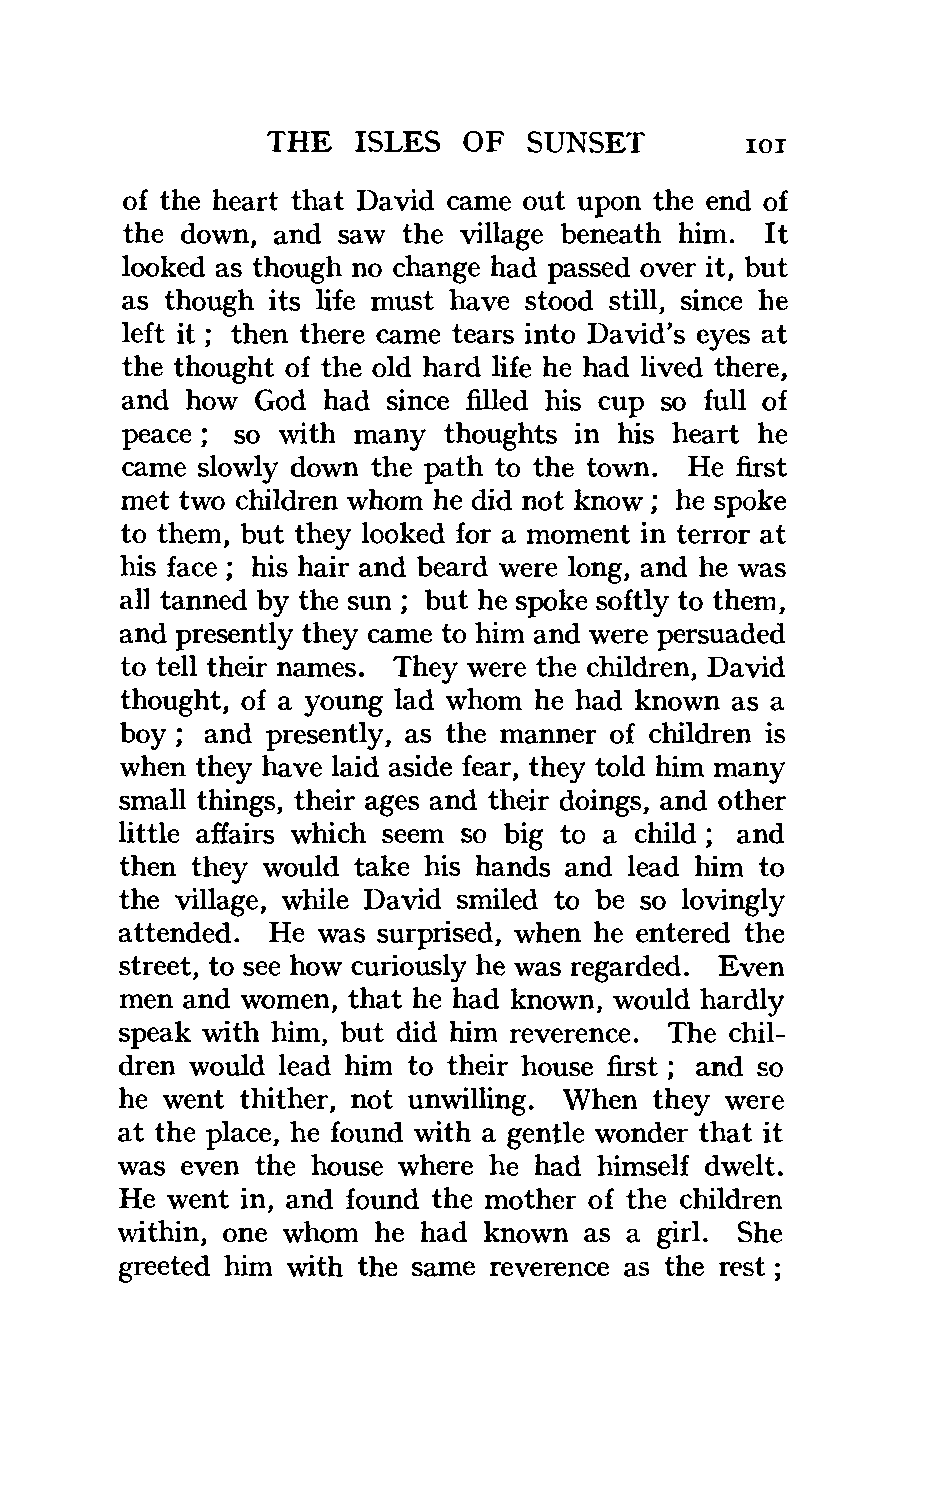 THE ISLES OF SUNSET 101
of the heart that David came out upon the end of
the down, and saw the village beneath him. It
looked as though no change had passed over it, but
as though its life must have stood still, since he
left it ; then there came tears into David's eyes at
the thought of the old hard life he had lived there,
and how God had since filled his cup so full of
peace ; so with many thoughts in his heart he
came slowly down the path to the town. He first
met two children whom he did not know ; he spoke
to them, but they looked for a moment in terror at
his face ; his hair and beard were long, and he was
all tanned by the sun ; but he spoke softly to them,
and presently they came to him and were persuaded
to tell their names. They were the children, David
thought, of a young lad whom he had known as a
boy ; and presently, as the manner of children is
when they have laid aside fear, they told him many
small things, their ages and their doings, and other
little affairs which seem so big to a child ; and
then they would take his hands and lead him to
the village, while David smiled to be so lovingly
attended. He was surprised, when he entered the
street, to see how curiously he was regarded. Even
men and women, that he had known, would hardly
speak with him, but did him reverence. The chil-
dren would lead him to their house first ; and so
he went thither, not unwilling. When they were
at the place, he found with a gentle wonder that it
was even the house where he had himself dwelt.
He went in, and found the mother of the children
within, one whom he had known as a girl. She
greeted him with the same reverence as the rest ;